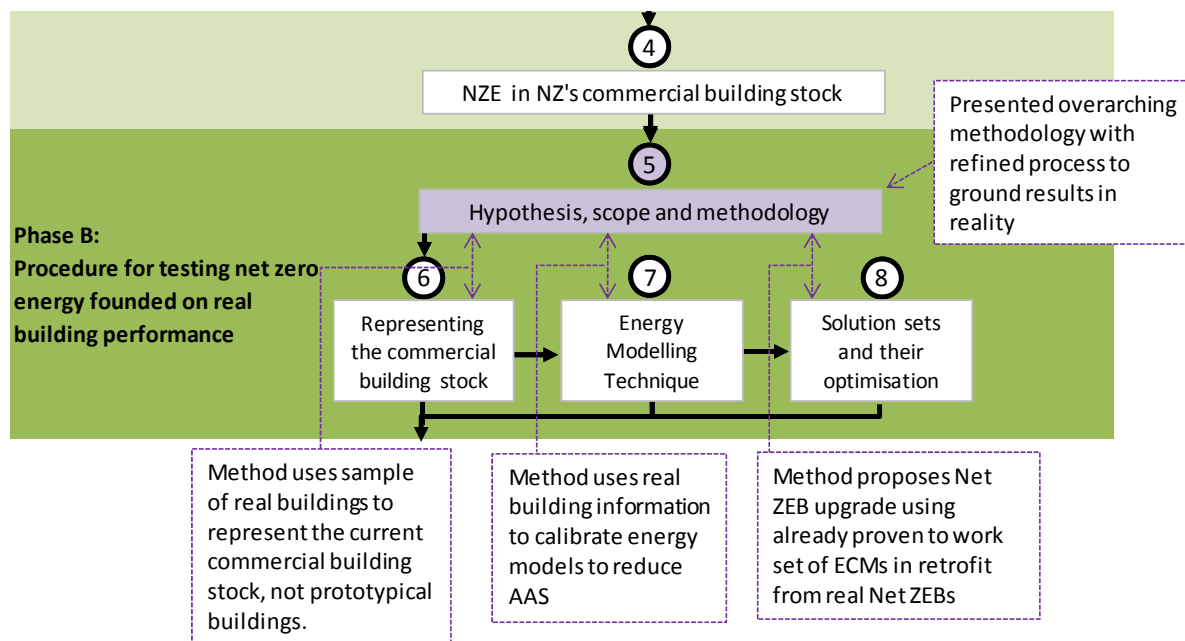 4
NZE in NZ's commercial building stock
Presented overarching
methodology with
refined process to
ground results in
reality
5
Hypothesis, scope and methodology
Phase B:
Procedure for testing net zero
energy founded on real
building performance
6
Representing
the commercial
building stock
7
Energy
Modelling
Technique
8
Solution sets
and their
optimisation
Method uses sample
of real buildings to
represent the current
commercial building
stock, not prototypical
buildings.
Method uses real
building information
to calibrate energy
models to reduce
AAS
Method proposes Net
ZEB upgrade using
already proven to work
set of ECMs in retrofit
from real Net ZEBs